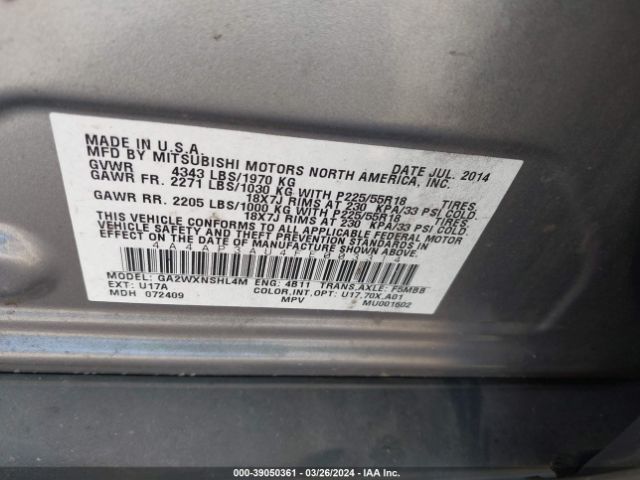 MADE IN U.S.A. DATE JUL. 2014
MFD BY MITSUBISHI MOTORS NORTH AMERICA, INC.
GVWR 4343 LBS/1970 KG
GAWR FR. 2271 LBS/1030 KG WITH P225/55R18 TIRES,
18X7J RIMS AT 230 KPA/33 PSI COLD.
GAWR RR. 2205 LBS/1000 KG WITH P225/55R18 TIRES,
18X7J RIMS AT 230 KPA/33 PSI COLD.
THIS VEHICLE CONFORMS TO ALL APPLICABLE FEDERAL MOTOR
VEHICLE SAFETY AND THEFT PREVENTION STANDARDS IN
EFFECT ON THE DATE OF MANUFACTURE SHOWN ABOVE.
MODEL: GA2WXNSHL4M ENG: 4B11 TRANS,AXLE: F5MBB
EXT: U17A COLOR,INT,OPT: U17,70X,A01
MDH 072409 MPV MU001602
STOCK-39050361 - 03/26/2024 - IAA VEHICLE SERVICES